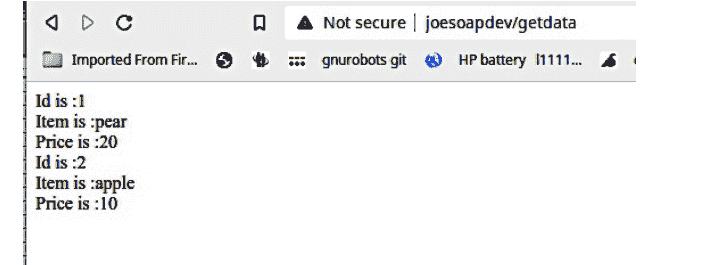 Not secure | joesoapdev/getdata
Imported From Fir... gnurobots git HP battery l1111...
Id is :1
Item is :pear
Price is :20
Id is :2
Item is :apple
Price is :10